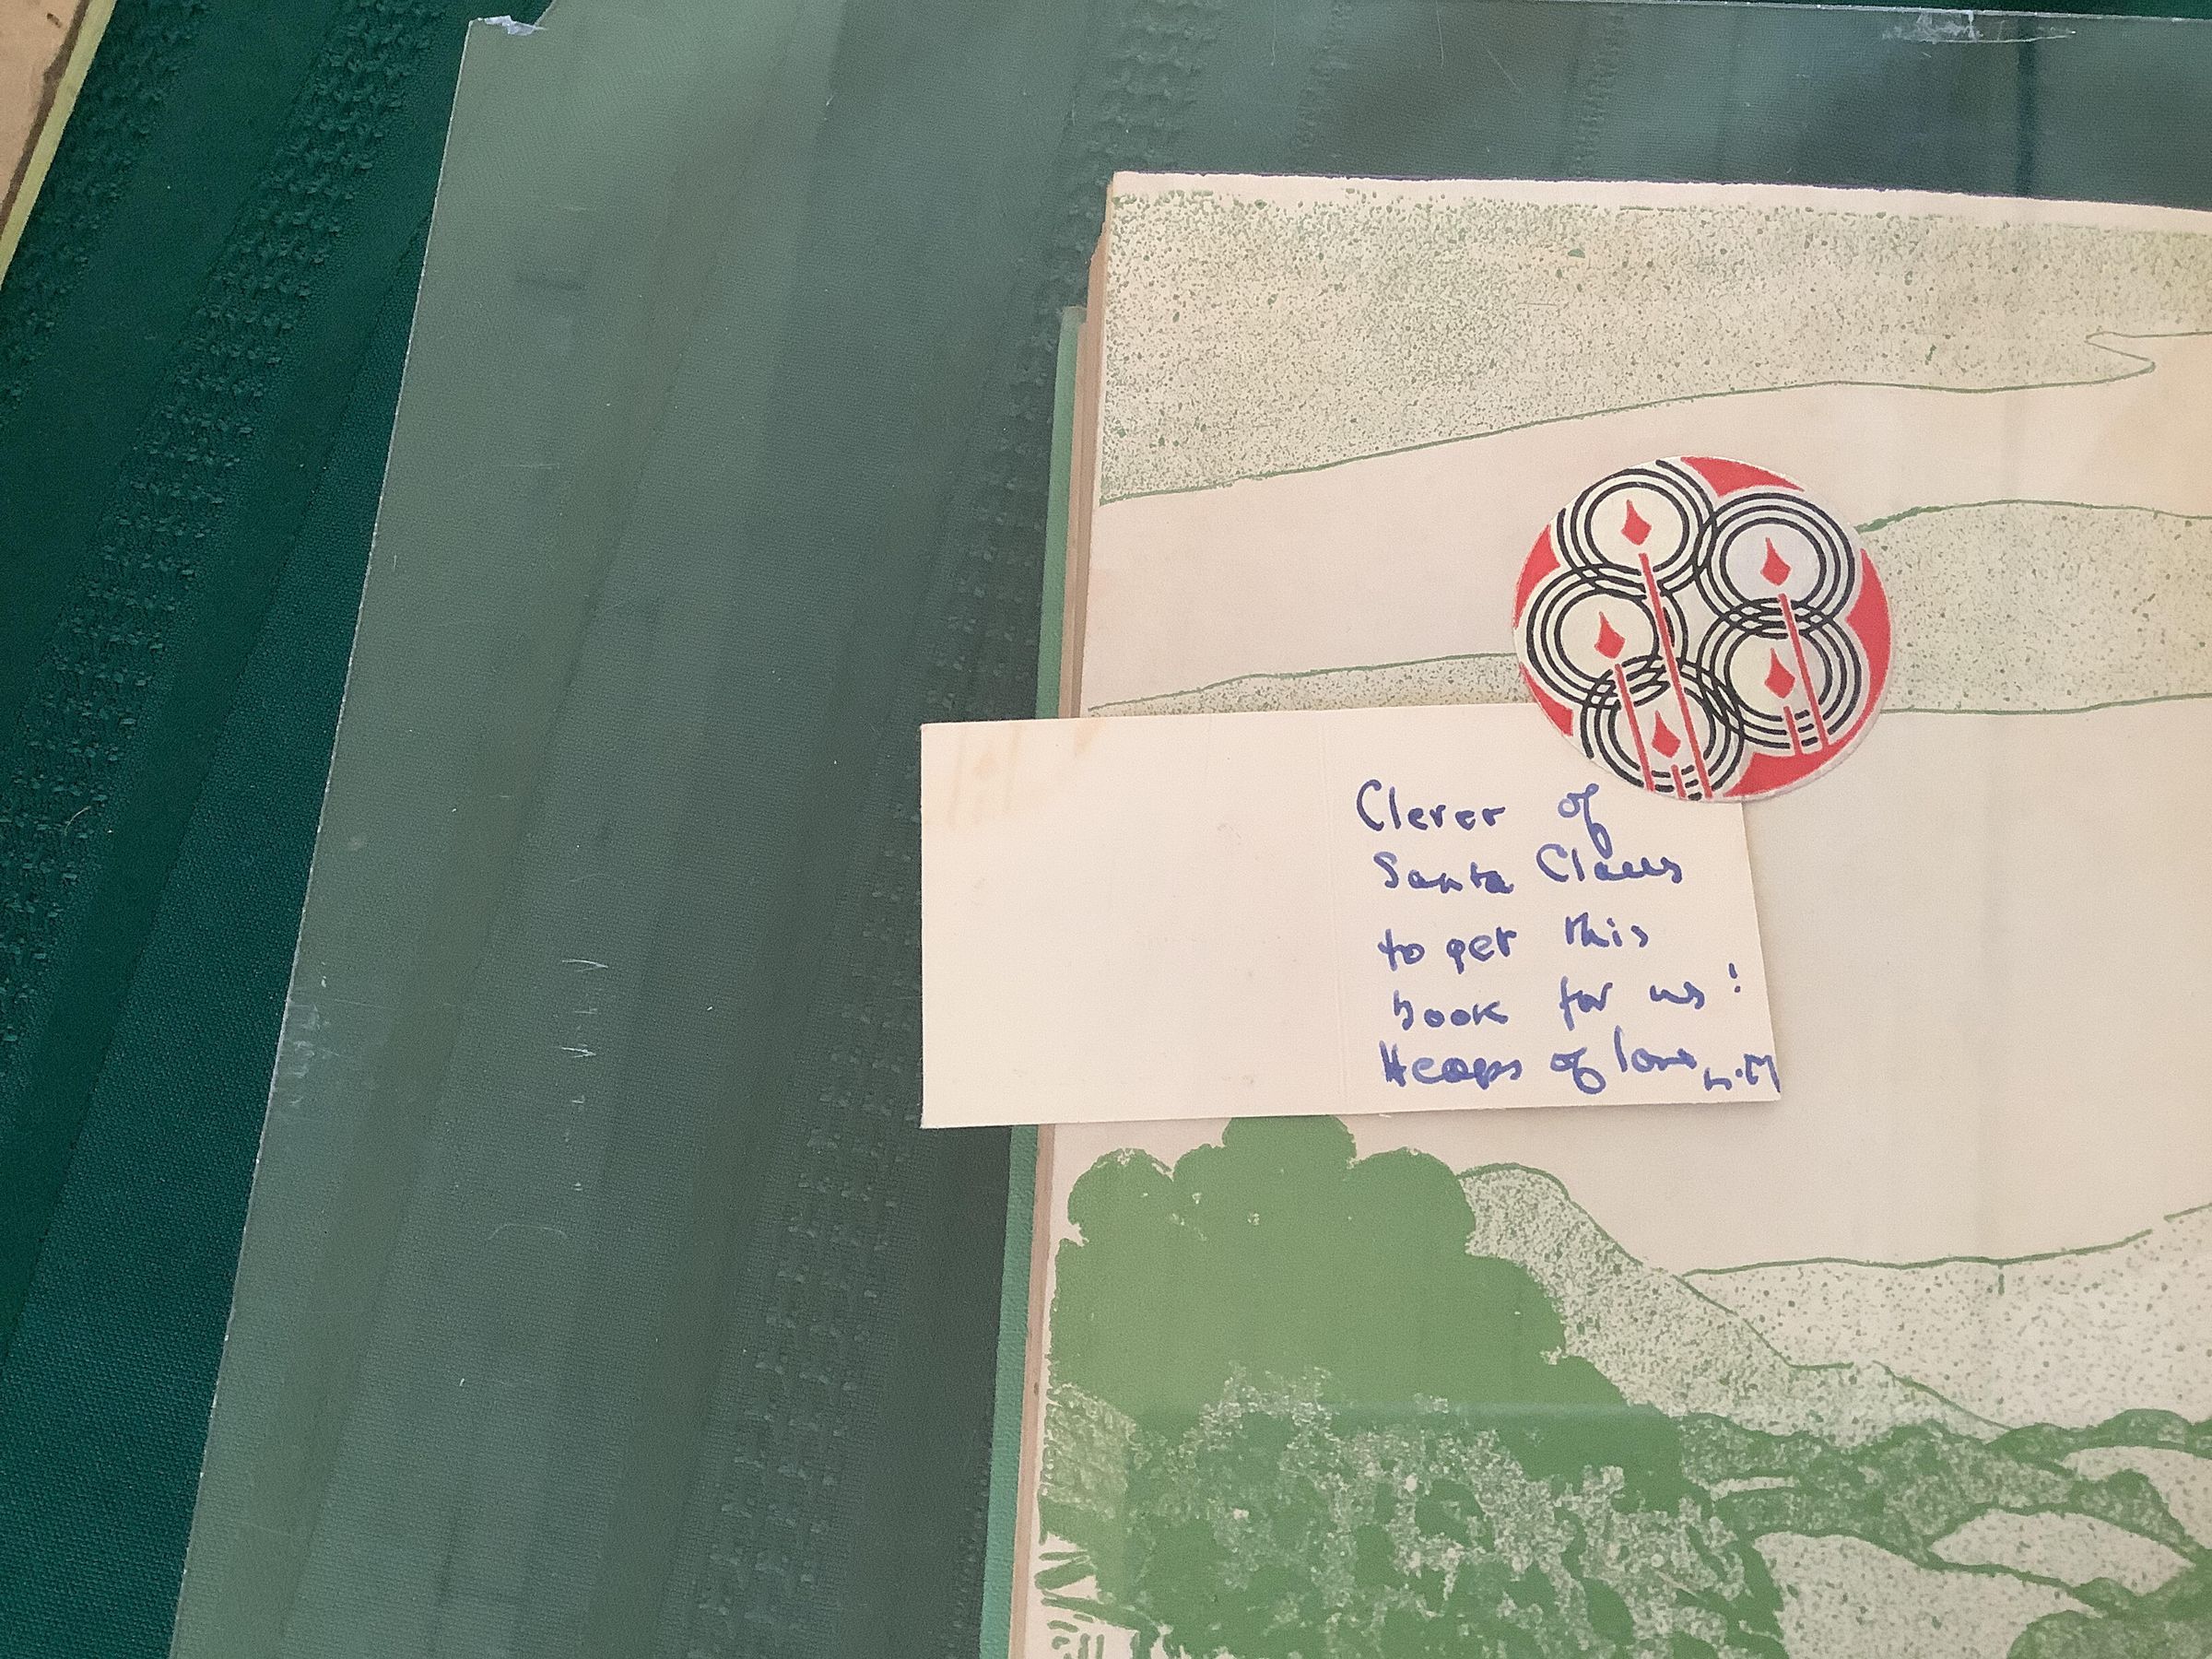 Clever of
Santa Claus
to get this
book for us!
Heaps of love